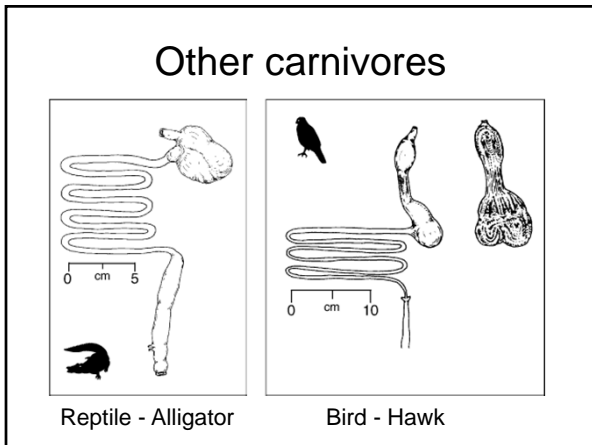 Other carnivores
0 cm 5
0 cm 10
Reptile - Alligator
Bird - Hawk